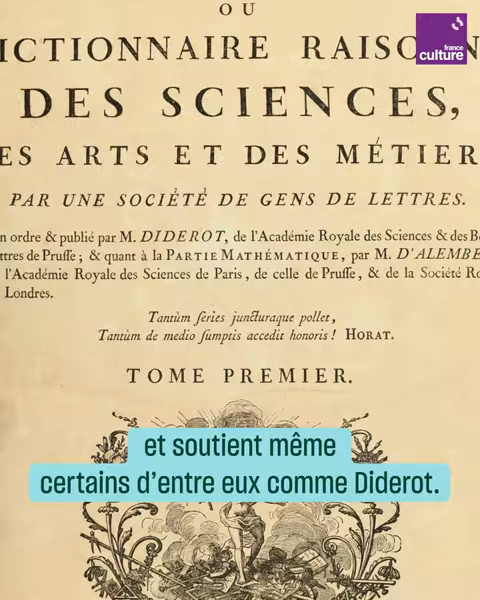 OU
france
culture
ICTIONNAIRE RAISON
DES SCIENCES,
ES ARTS ET DES MÉTIER
PAR UNE SOCIÉTÉ DE GENS DE LETTRES.
n ordre & publié par M. DIDEROT, de l'Académie Royale des Sciences & des Be
ttres de Pruſſe ; & quant à la PARTIE MATHÉMATIQUE, par M. D'ALEMBE
l'Académie Royale des Sciences de Paris, de celle de Pruſſe, & de la Société Ro
Londres.
Tantùm ſeries juncturaque pollet,
Tantùm de medio ſumptis accedit honoris ! HORAT.
TOME PREMIER.
et soutient même
certains d'entre eux comme Diderot.